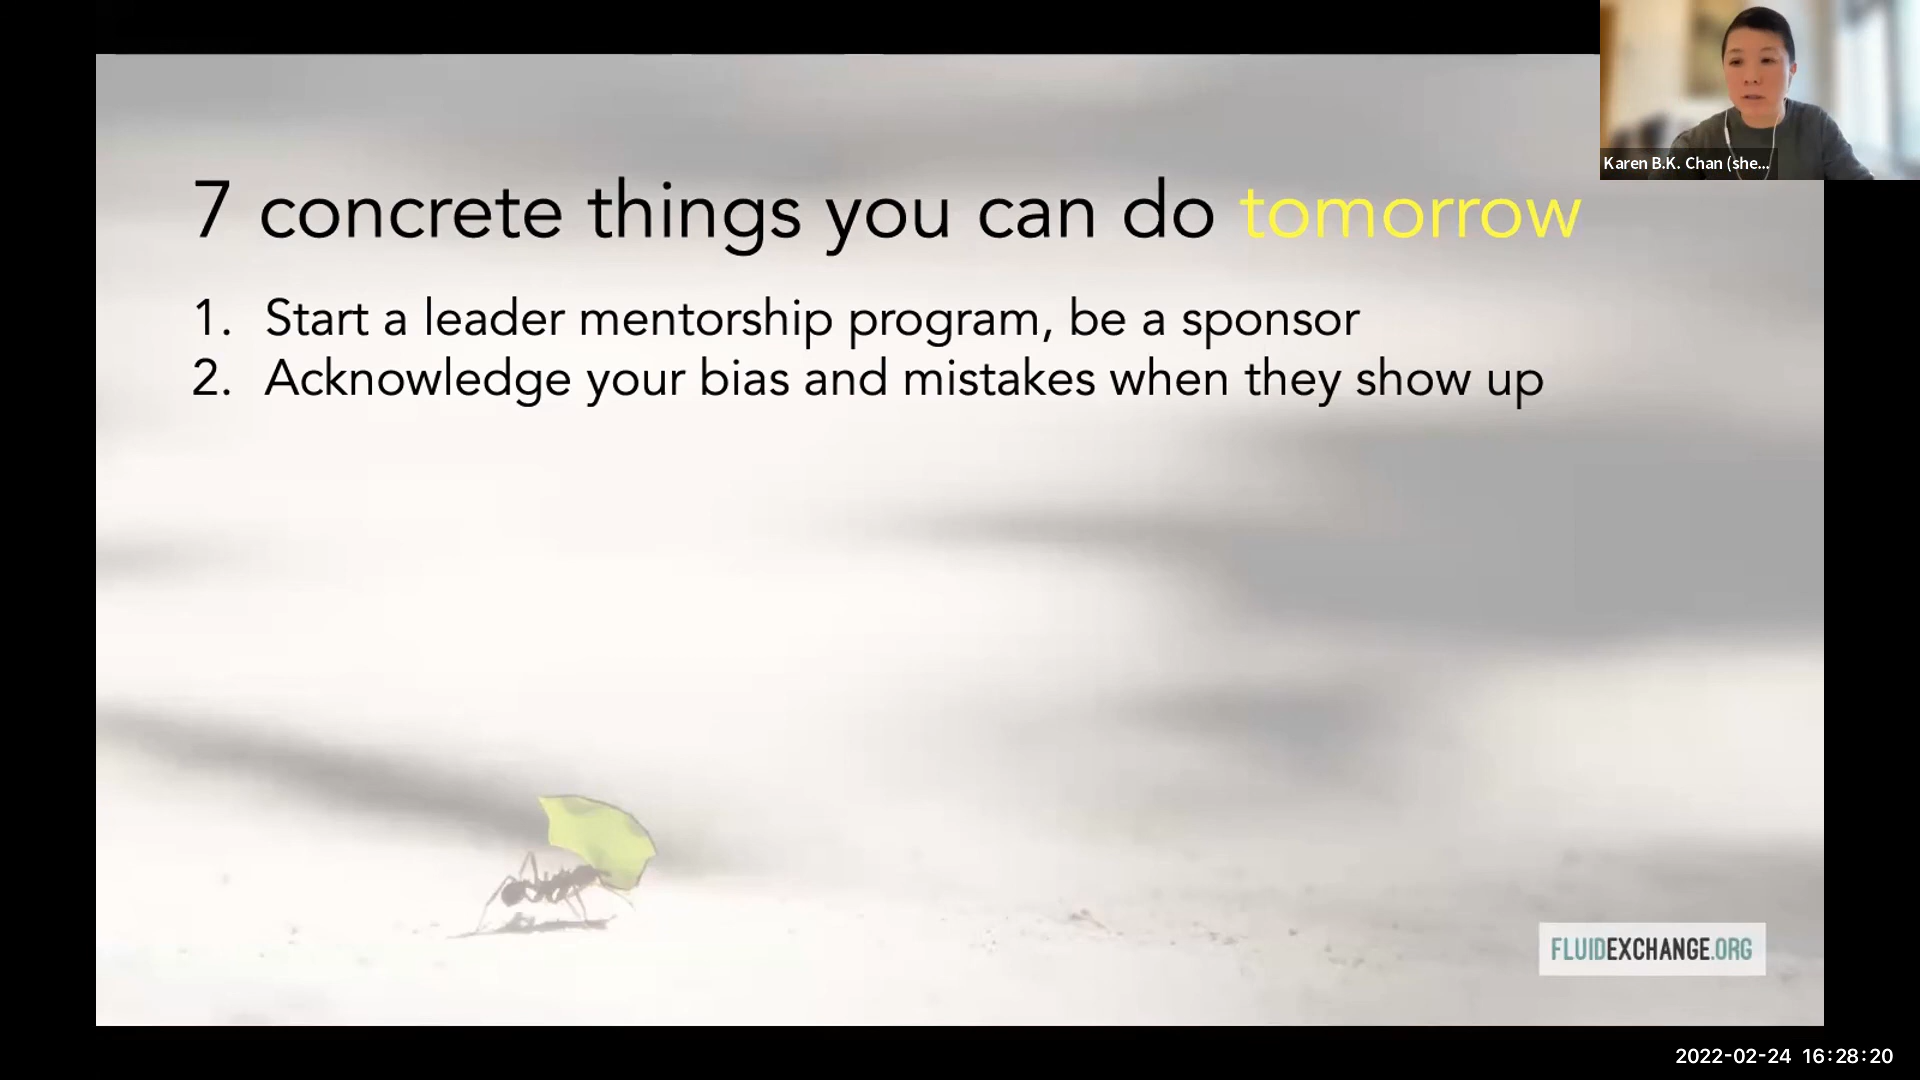 Karen B.K. Chan (she...
7 concrete things you can do tomorrow
1. Start a leader mentorship program, be a sponsor
2. Acknowledge your bias and mistakes when they show up
FLUIDEXCHANGE.ORG
2022-02-24 16:28:20